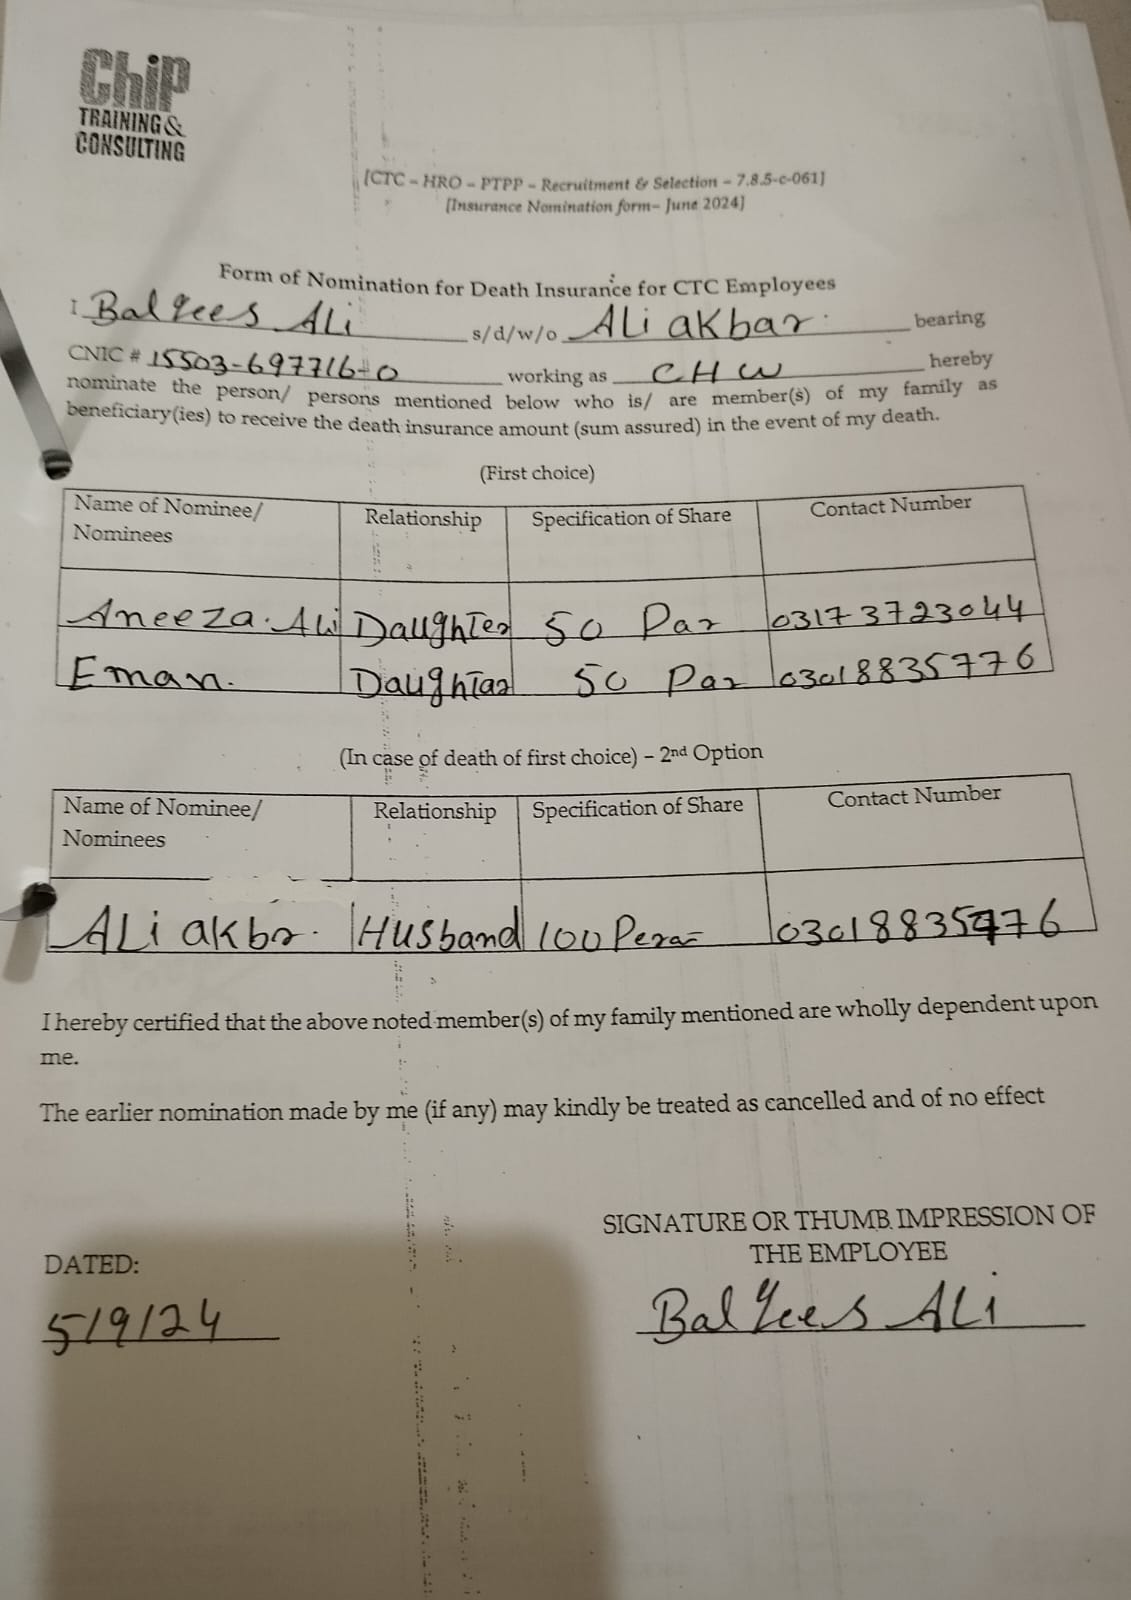 Chip
TRAINING &
CONSULTING
[CTC – HRO – PTPP – Recruitment & Selection – 7.8.5-c-061]
[Insurance Nomination form– June 2024]
Form of Nomination for Death Insurance for CTC Employees
I Balqees ALi s/d/w/o ALi akbar bearing
CNIC # 15503-697716-0 working as CHW hereby
nominate the person/ persons mentioned below who is/ are member(s) of my family as
beneficiary(ies) to receive the death insurance amount (sum assured) in the event of my death.
(First choice)
Name of Nominee/ Relationship Specification of Share Contact Number
Nominees
Aneeza. Ali Daughter 50 Par 03173723044
Eman. Daughtar 50 Par 03018835776
(In case of death of first choice) – 2nd Option
Name of Nominee/ Relationship Specification of Share Contact Number
Nominees
ALi akbr. Husband 100 03018835776
I hereby certified that the above noted member(s) of my family mentioned are wholly dependent upon
me.
The earlier nomination made by me (if any) may kindly be treated as cancelled and of no effect
SIGNATURE OR THUMB IMPRESSION OF
THE EMPLOYEE
DATED:
5/9/24
Balqees ALi